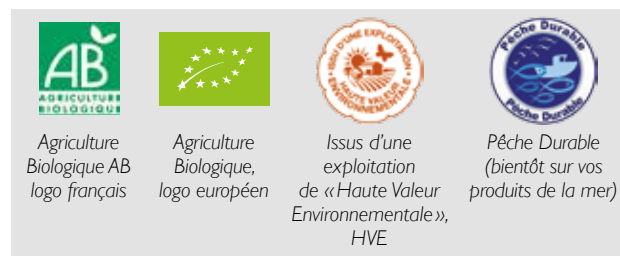 AB
AGRICULTURE
BIOLOGIQUE
ISSU D'UNE EXPLOITATION
HAUTE VALEUR
ENVIRONNEMENTALE
Pêche Durable
Pêche Durable
Agriculture
Biologique AB
logo français
Agriculture
Biologique,
logo européen
Issus d'une
exploitation
de « Haute Valeur
Environnementale »,
HVE
Pêche Durable
(bientôt sur vos
produits de la mer)